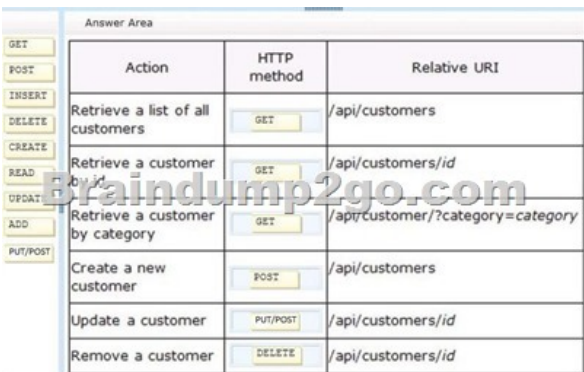 Answer Area
GET
POST
INSERT
DELETE
CREATE
READ
UPDATE
ADD
PUT/POST
Action
HTTP method
Relative URI
Retrieve a list of all
customers
GET
/api/customers
Retrieve a customer
by id
GET
/api/customers/id
Retrieve a customer
by category
GET
/api/customer/?category=category
Create a new
customer
POST
/api/customers
Update a customer
PUT/POST
/api/customers/id
Remove a customer
DELETE
/api/customers/id
Braindump2go.com